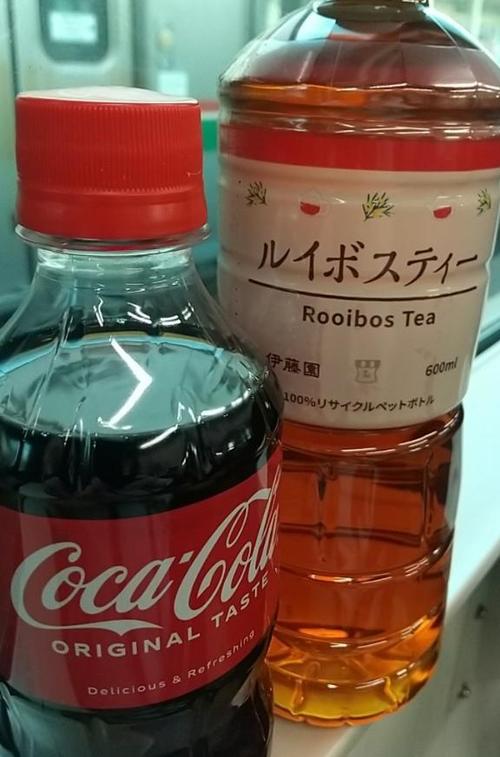 Coca-Cola
ORIGINAL TASTE
Delicious & Refreshing
ルイボスティー
Rooibos Tea
伊藤園
600ml
100%リサイクルペットボトル